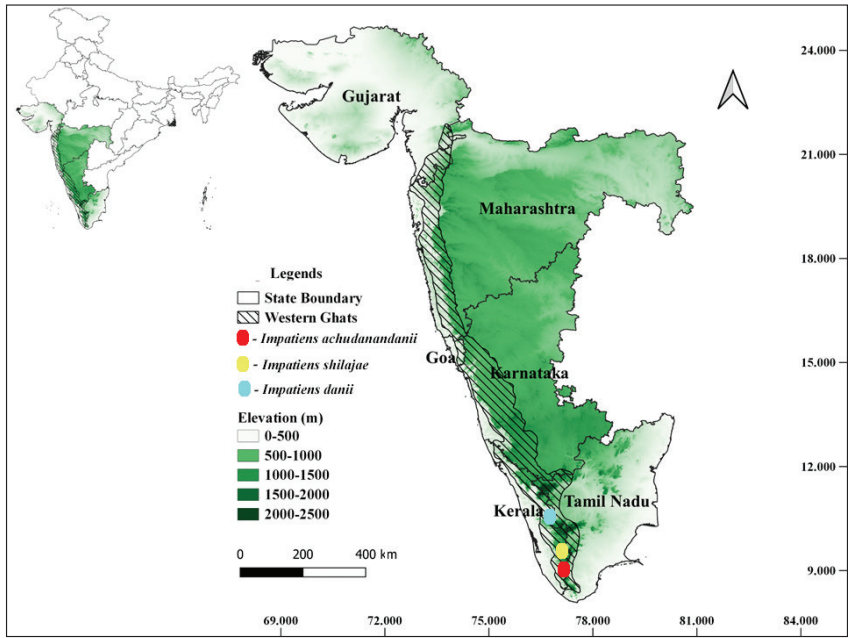 24.000
Gujarat
21.000
Maharashtra
18.000
Legends
State Boundary
Western Ghats
- Impatiens achudanandanii
Goa
- Impatiens shilajae
15.000
Karnataka
- Impatiens danii
Elevation (m)
0-500
500-1000
1000-1500
12.000
1500-2000
Tamil Nadu
Kerala
2000-2500
0 200 400 km
9.000
69.000 72.000 75.000 78.000 81.000 84.000